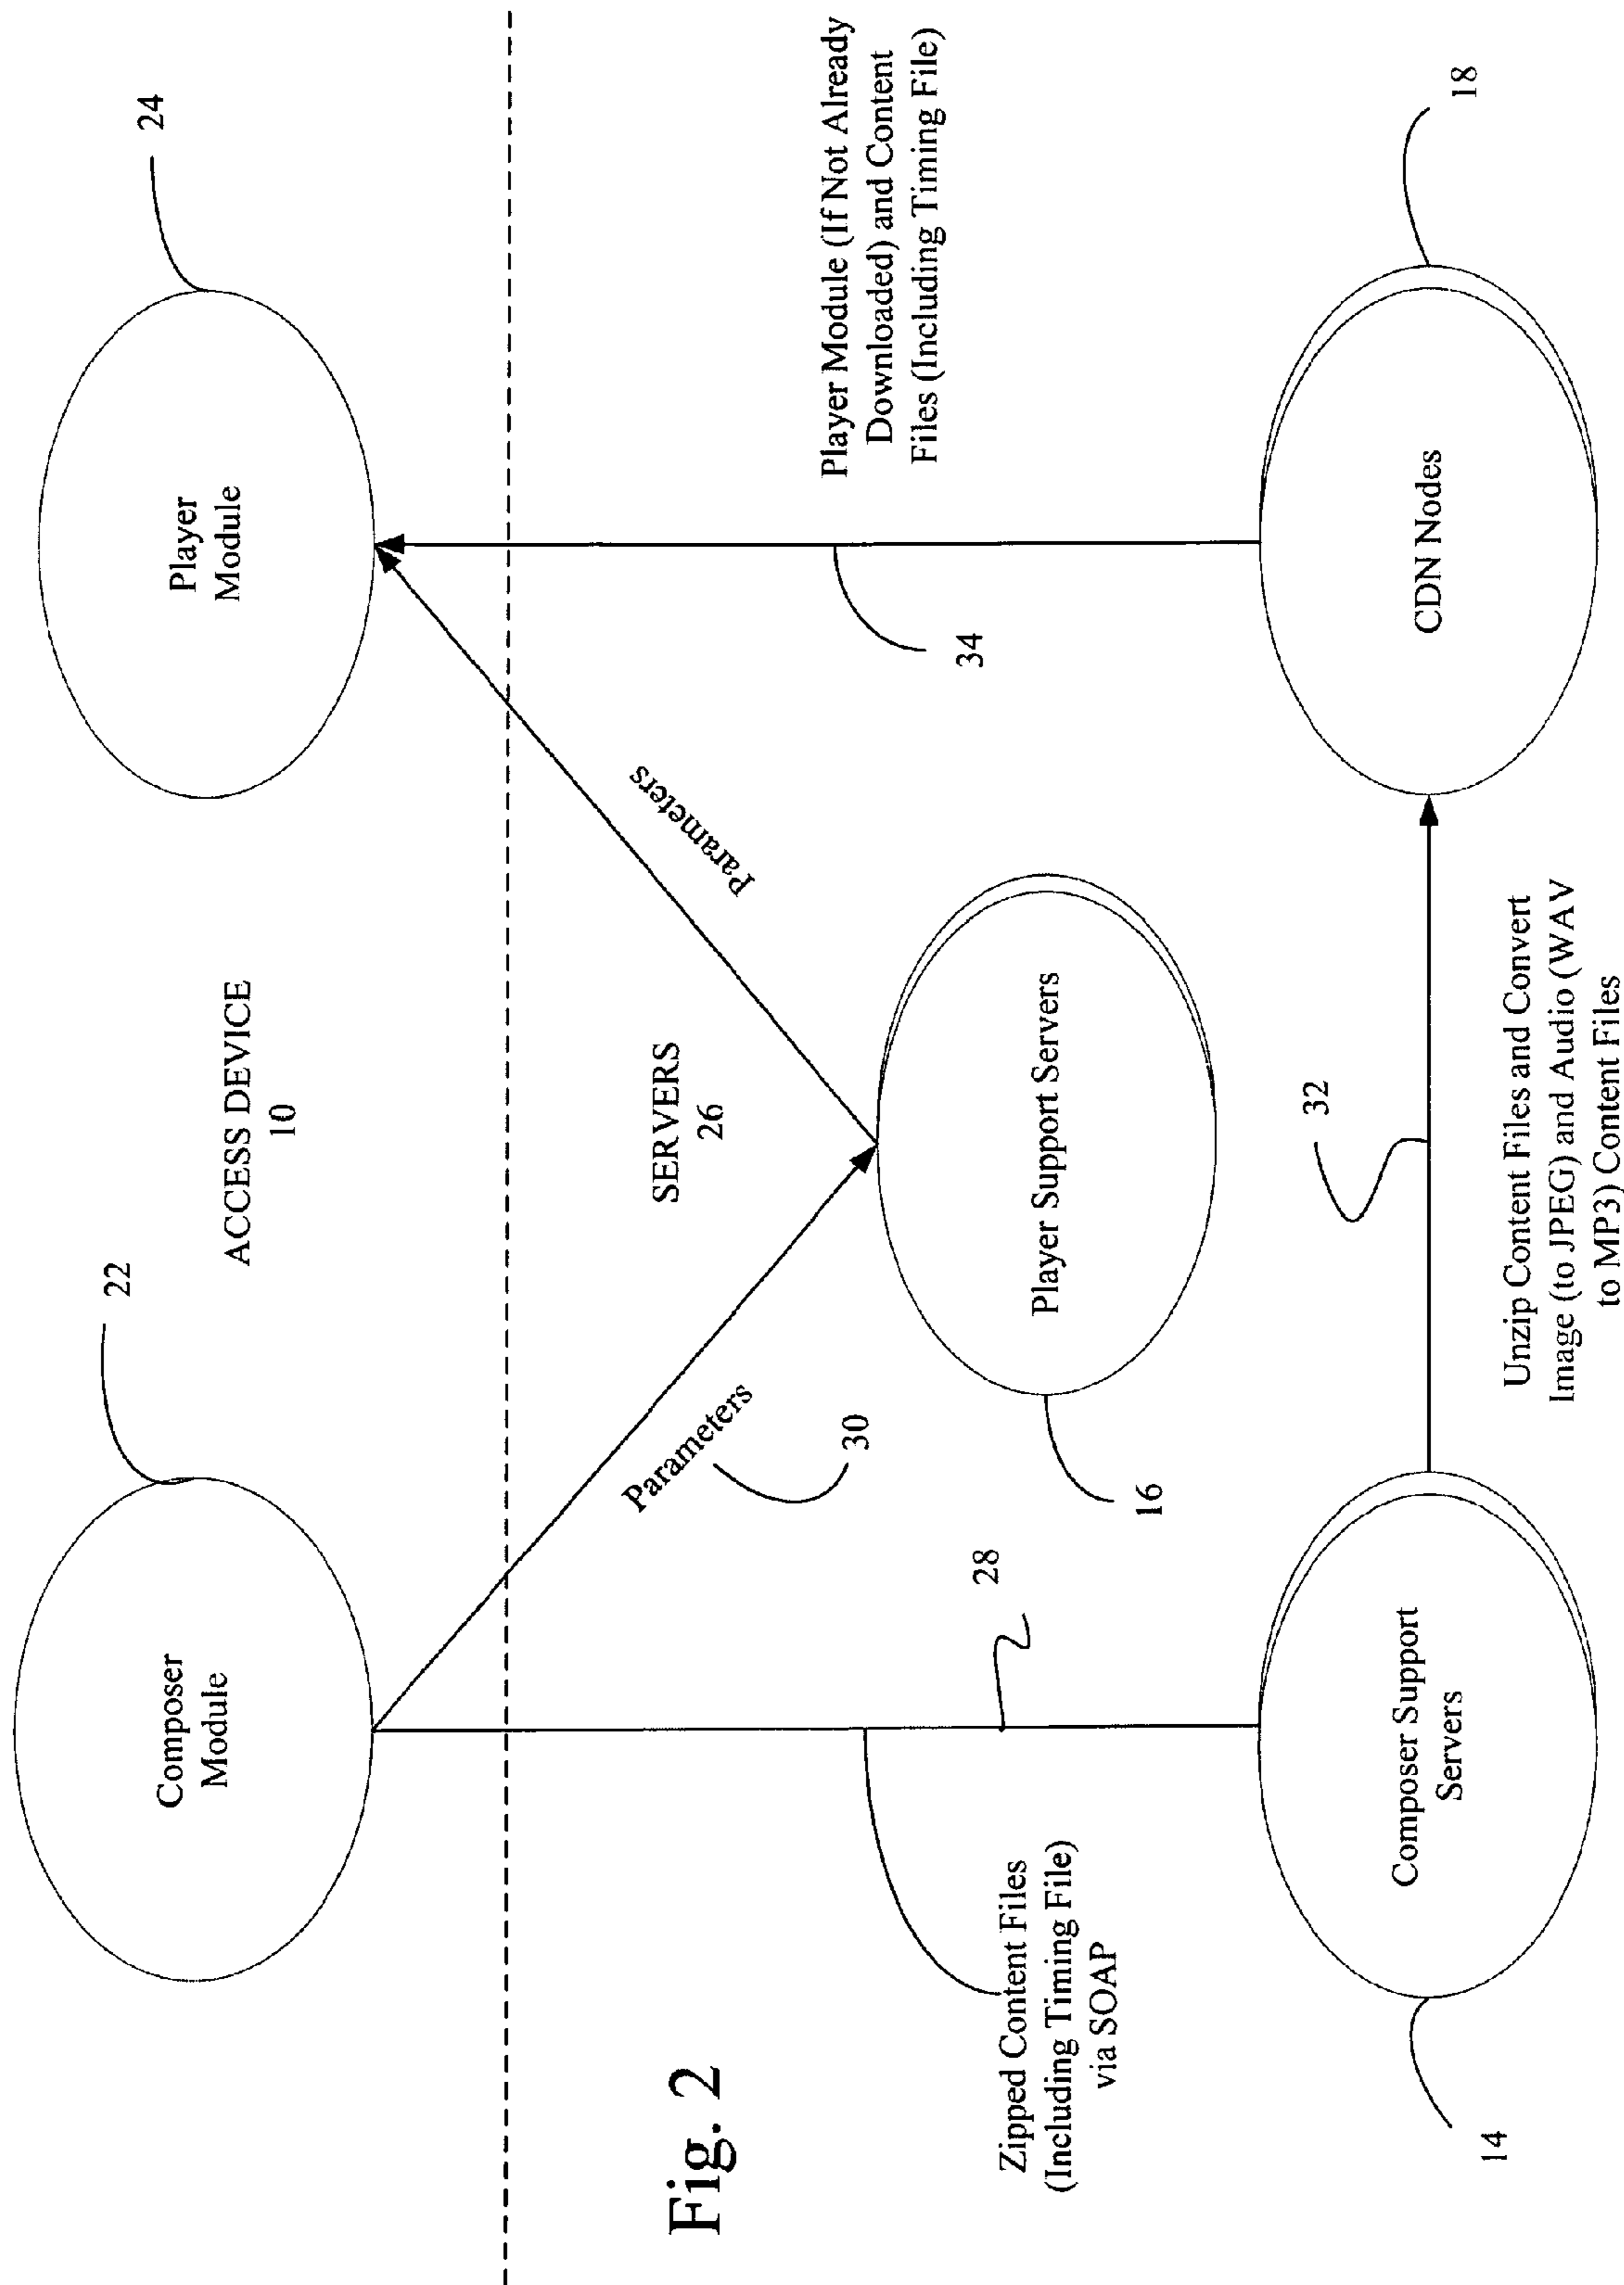 24
Player
Module
ACCESS DEVICE
10
22
Composer
Module
Parameters
SERVERS
26
Parameters
30
Player Module (If Not Already
Downloaded) and Content
Files (Including Timing File)
34
Player Support Servers
16
28
Zipped Content Files
(Including Timing File)
via SOAP
Fig. 2
18
CDN Nodes
32
Unzip Content Files and Convert
Image (to JPEG) and Audio (WAV
to MP3) Content Files
Composer Support
Servers
14